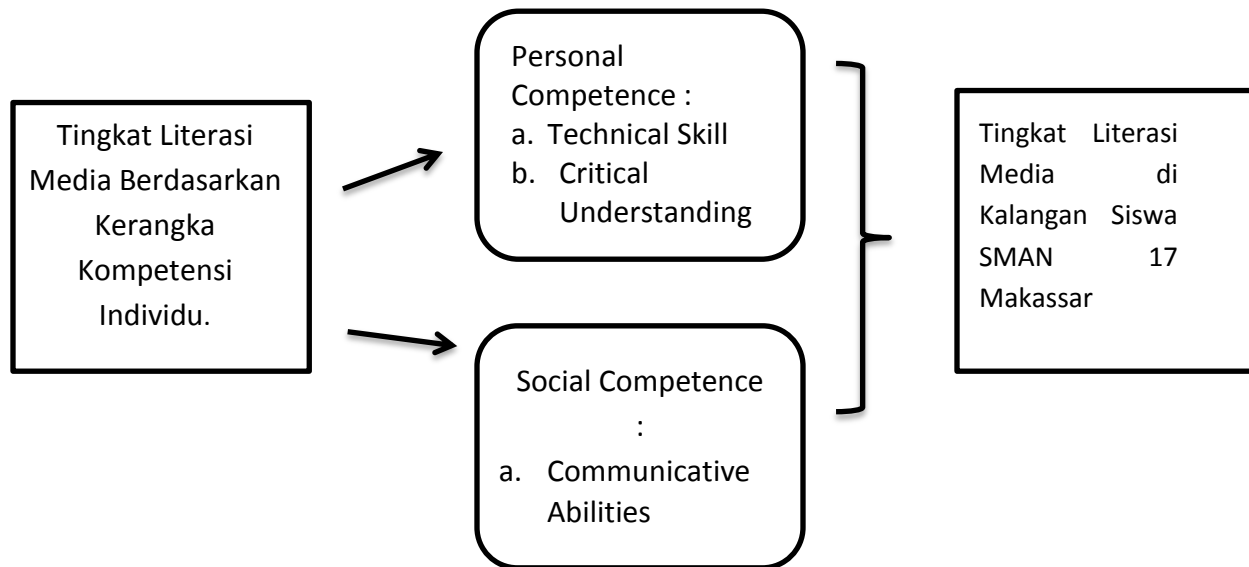 Tingkat Literasi
Media Berdasarkan
Kerangka
Kompetensi
Individu.
Personal
Competence :
a. Technical Skill
b. Critical
Understanding
Social Competence
:
a. Communicative
Abilities
Tingkat Literasi
Media di
Kalangan Siswa
SMAN 17
Makassar